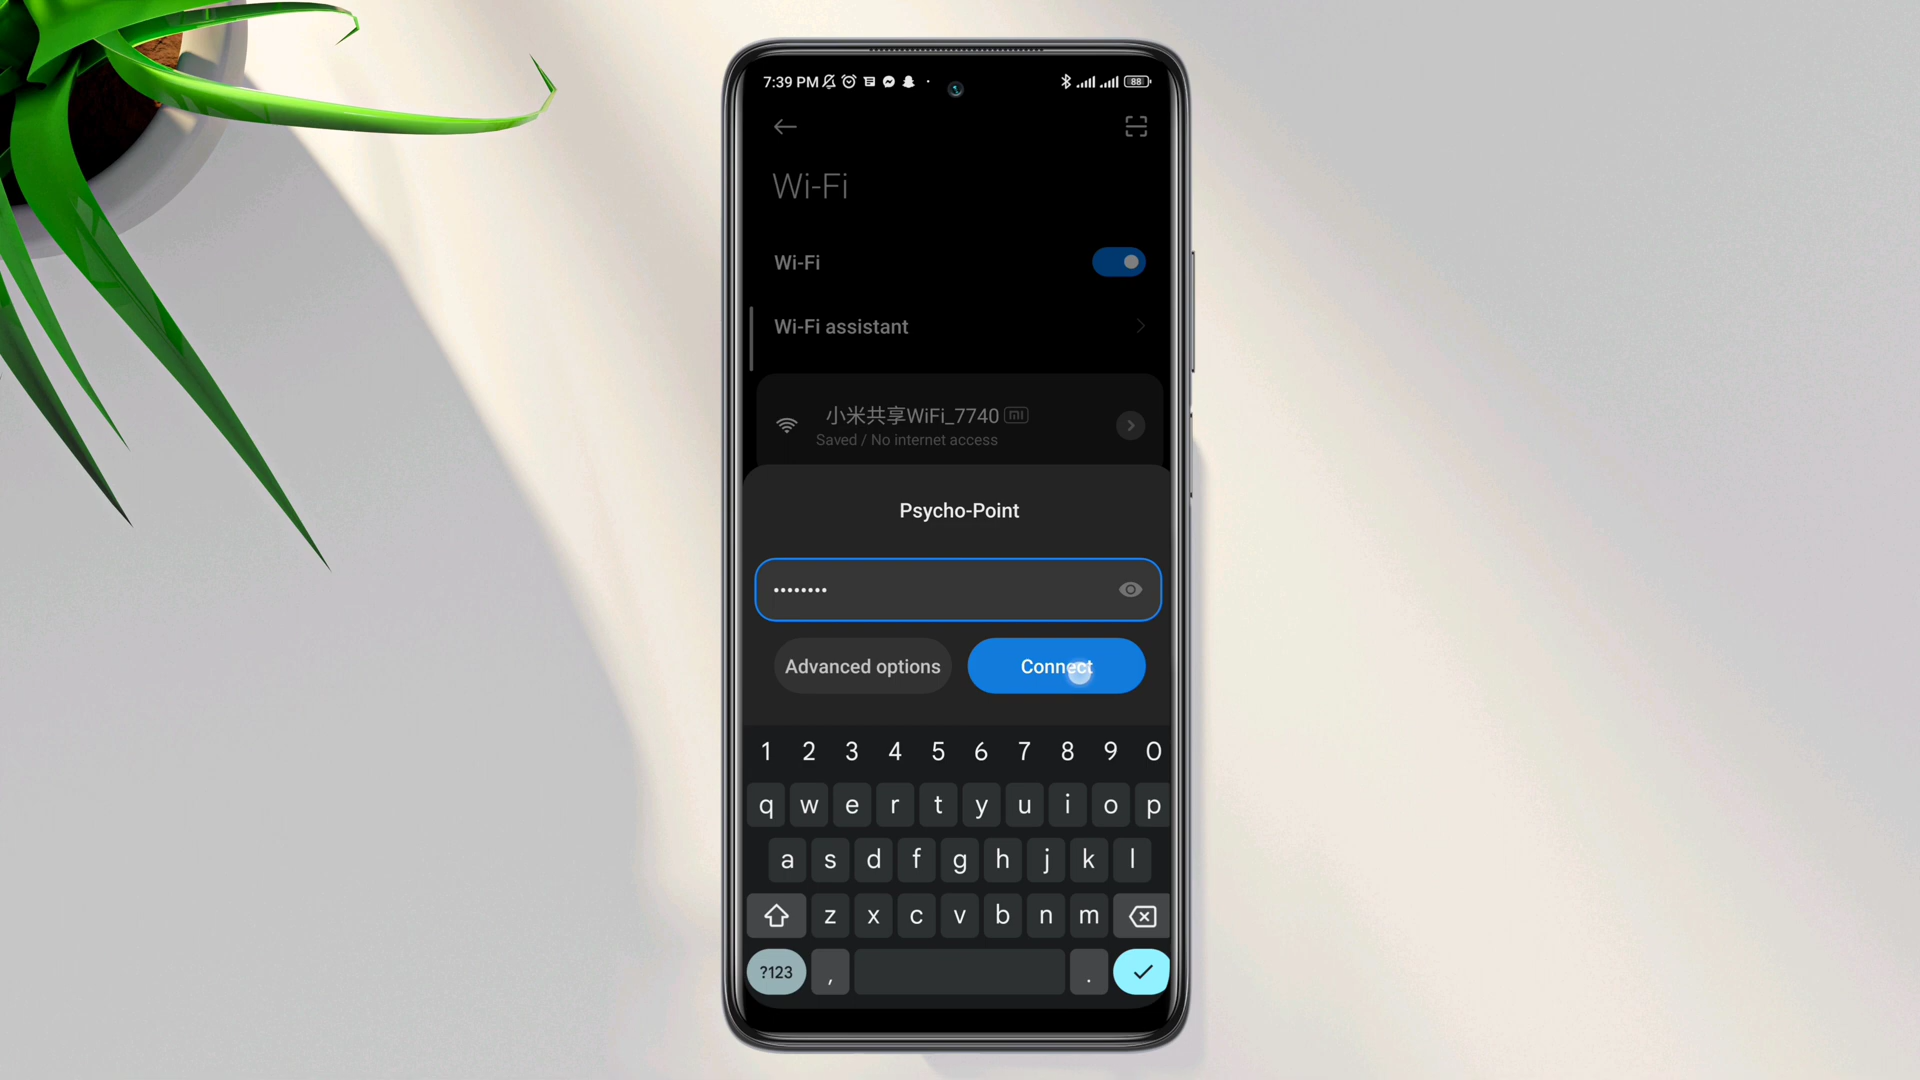 7:39 PM
88
Wi-Fi
Wi-Fi
Wi-Fi assistant
小米共享WiFi_7740 mi
Saved / No internet access
Psycho-Point
••••••••
Advanced options Connect
1 2 3 4 5 6 7 8 9 0
q w e r t y u i o p
a s d f g h j k l
z x c v b n m
?123 , .